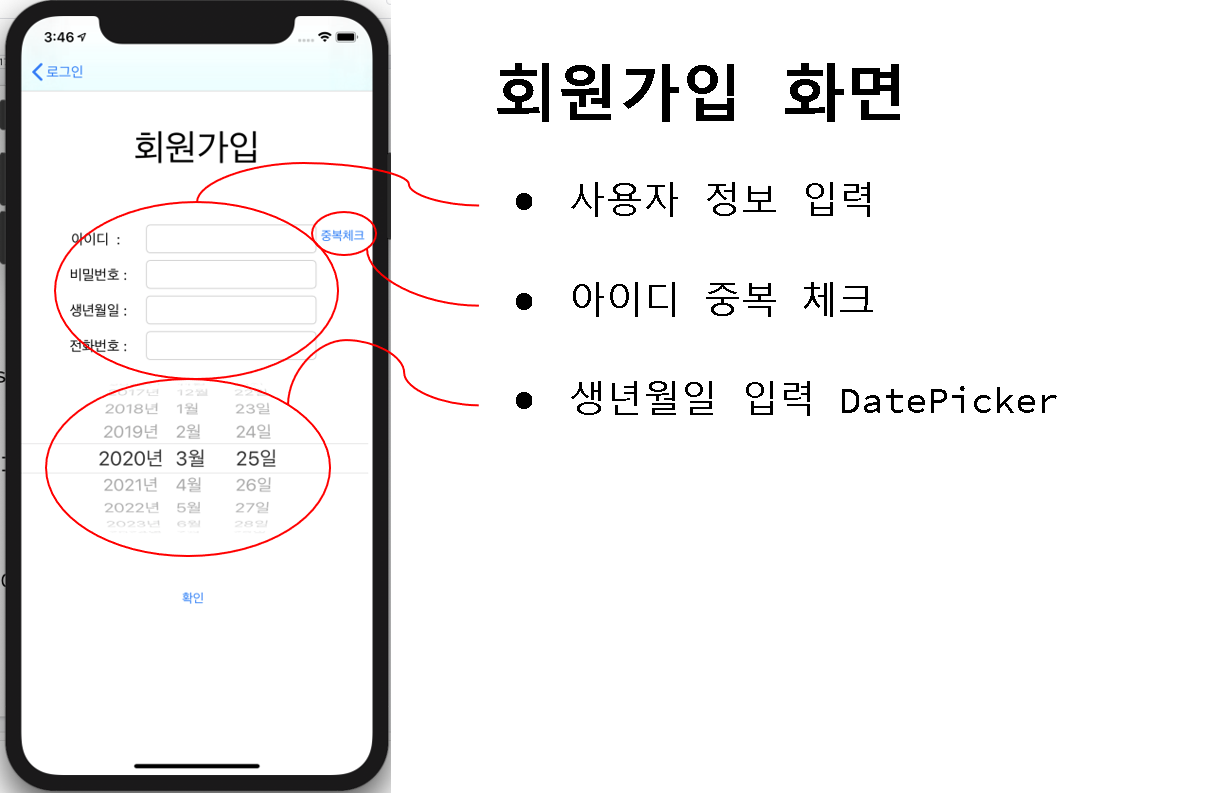 3:46
로그인
회원가입
아이디 :
중복체크
비밀번호 :
생년월일 :
전화번호 :
2017년 12월 22일
2018년 1월 23일
2019년 2월 24일
2020년 3월 25일
2021년 4월 26일
2022년 5월 27일
2023년 6월 28일
확인
회원가입 화면
● 사용자 정보 입력
● 아이디 중복 체크
● 생년월일 입력 DatePicker